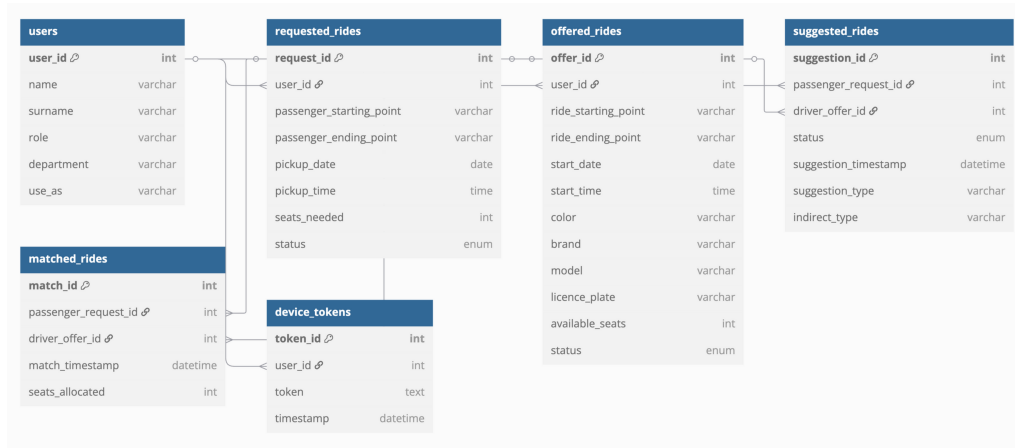 users
user_id int
name varchar
surname varchar
role varchar
department varchar
use_as varchar
requested_rides
request_id int
user_id int
passenger_starting_point varchar
passenger_ending_point varchar
pickup_date date
pickup_time time
seats_needed int
status enum
offered_rides
offer_id int
user_id int
ride_starting_point varchar
ride_ending_point varchar
start_date date
start_time time
color varchar
brand varchar
model varchar
licence_plate varchar
available_seats int
status enum
suggested_rides
suggestion_id int
passenger_request_id int
driver_offer_id int
status enum
suggestion_timestamp datetime
suggestion_type varchar
indirect_type varchar
matched_rides
match_id int
passenger_request_id int
driver_offer_id int
match_timestamp datetime
seats_allocated int
device_tokens
token_id int
user_id int
token text
timestamp datetime